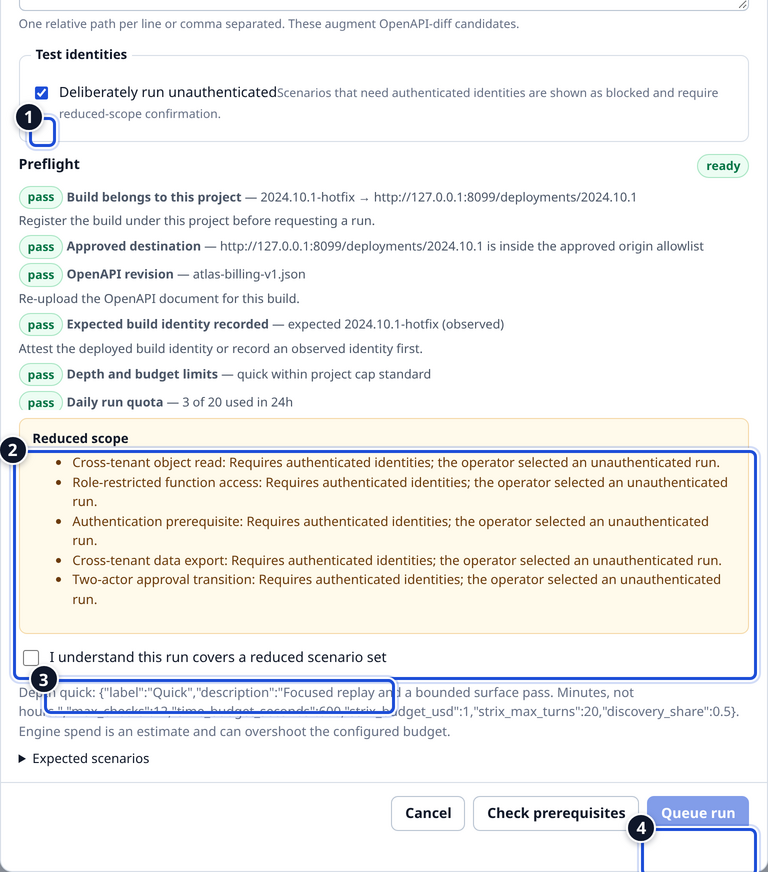 One relative path per line or comma separated. These augment OpenAPI-diff candidates.
Test identities
Deliberately run unauthenticatedScenarios that need authenticated identities are shown as blocked and require
reduced-scope confirmation.
1
Preflight
ready
pass Build belongs to this project — 2024.10.1-hotfix → http://127.0.0.1:8099/deployments/2024.10.1
Register the build under this project before requesting a run.
pass Approved destination — http://127.0.0.1:8099/deployments/2024.10.1 is inside the approved origin allowlist
pass OpenAPI revision — atlas-billing-v1.json
Re-upload the OpenAPI document for this build.
pass Expected build identity recorded — expected 2024.10.1-hotfix (observed)
Attest the deployed build identity or record an observed identity first.
pass Depth and budget limits — quick within project cap standard
pass Daily run quota — 3 of 20 used in 24h
Reduced scope
2
• Cross-tenant object read: Requires authenticated identities; the operator selected an unauthenticated run.
• Role-restricted function access: Requires authenticated identities; the operator selected an unauthenticated
run.
• Authentication prerequisite: Requires authenticated identities; the operator selected an unauthenticated
run.
• Cross-tenant data export: Requires authenticated identities; the operator selected an unauthenticated run.
• Two-actor approval transition: Requires authenticated identities; the operator selected an unauthenticated
run.
I understand this run covers a reduced scenario set
3
Depth quick: {"label":"Quick","description":"Focused replay and a bounded surface pass. Minutes, not
hours.","max_checks":12,"time_budget_seconds":600,"strix_budget_usd":1,"strix_max_turns":20,"discovery_share":0.5}.
Engine spend is an estimate and can overshoot the configured budget.
▶ Expected scenarios
Cancel
Check prerequisites
Queue run
4